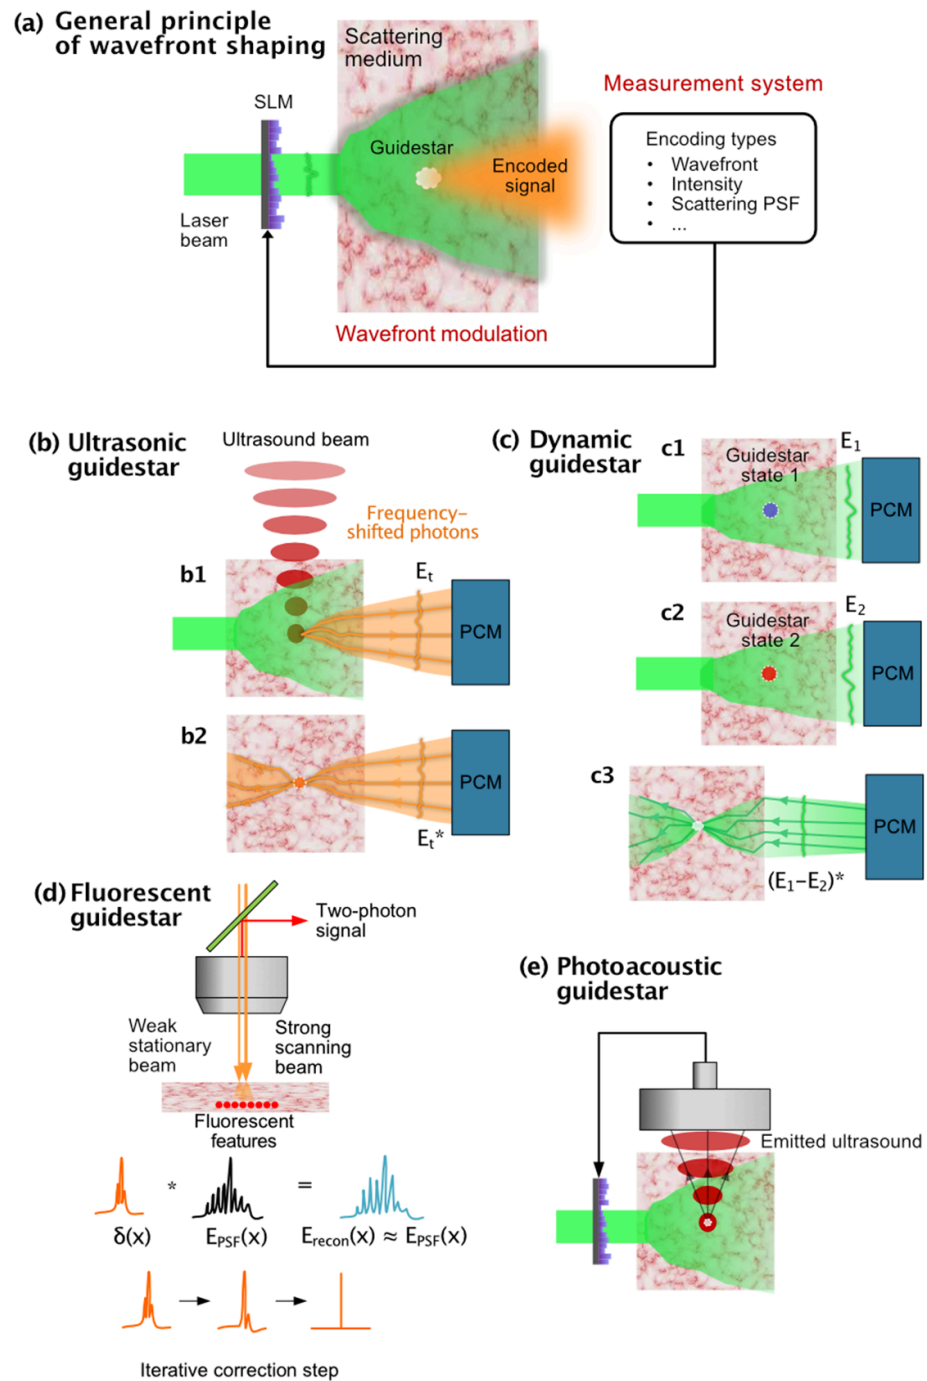 (a) General principle
of wavefront shaping
Scattering
medium
SLM
Guidestar
Encoded
signal
Laser
beam
Measurement system
Encoding types
• Wavefront
• Intensity
• Scattering PSF
• ...
Wavefront modulation
(b) Ultrasonic
guidestar
Ultrasound beam
Frequency-
shifted photons
b1
Et
PCM
b2
PCM
Et*
(c) Dynamic
guidestar
c1
Guidestar
state 1
E1
PCM
c2
Guidestar
state 2
E2
PCM
c3
PCM
(E1–E2)*
(d) Fluorescent
guidestar
Two-photon
signal
Weak
stationary
beam
Strong
scanning
beam
Fluorescent
features
* =
δ(x) EPSF(x) Erecon(x) ≈ EPSF(x)
Iterative correction step
(e) Photoacoustic
guidestar
Emitted ultrasound